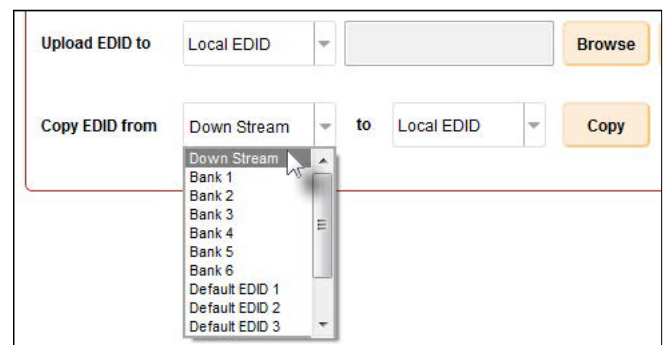 Upload EDID to Local EDID Browse
Copy EDID from Down Stream to Local EDID Copy
Down Stream
Bank 1
Bank 2
Bank 3
Bank 4
Bank 5
Bank 6
Default EDID 1
Default EDID 2
Default EDID 3